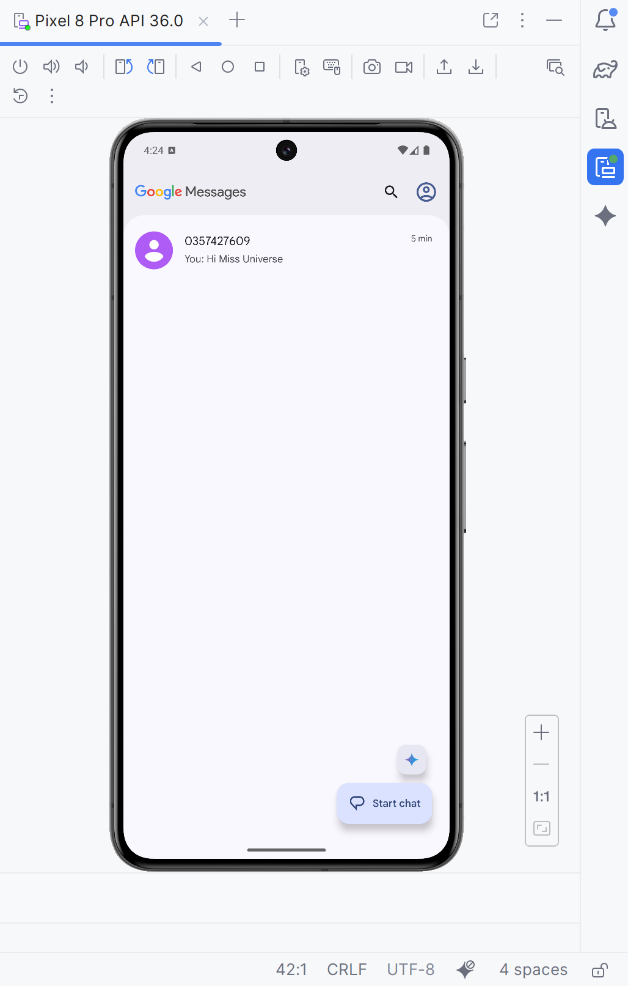 Pixel 8 Pro API 36.0
4:24
Google Messages
0357427609
5 min
You: Hi Miss Universe
Start chat
1:1
42:1 CRLF UTF-8 4 spaces